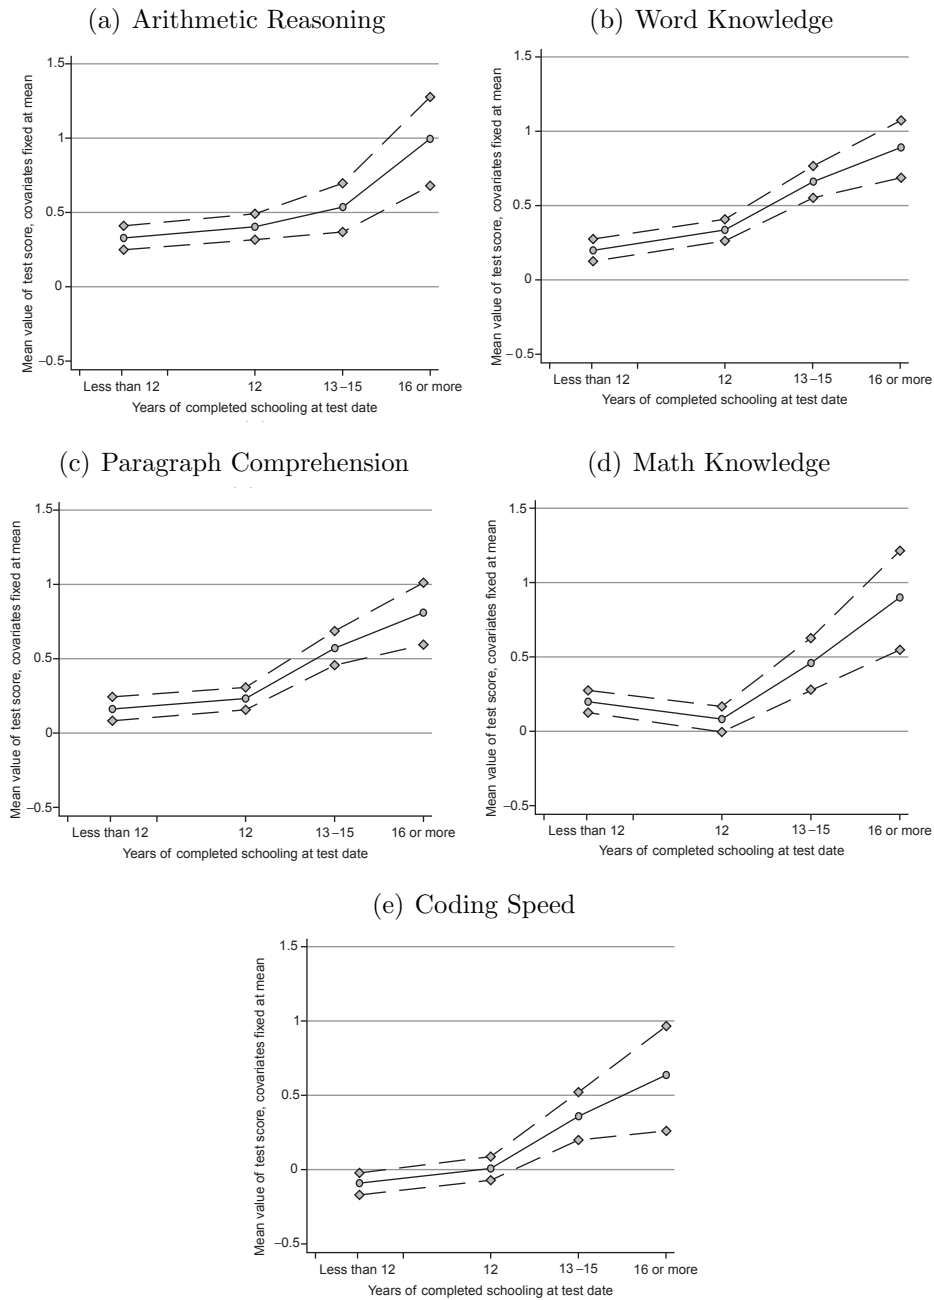 (a) Arithmetic Reasoning
Mean value of test score, covariates fixed at mean
1.5
1
0.5
0
–0.5
Less than 12
12
13–15
16 or more
Years of completed schooling at test date
(b) Word Knowledge
Mean value of test score, covariates fixed at mean
1.5
1
0.5
0
–0.5
Less than 12
12
13–15
16 or more
Years of completed schooling at test date
(c) Paragraph Comprehension
Mean value of test score, covariates fixed at mean
1.5
1
0.5
0
–0.5
Less than 12
12
13–15
16 or more
Years of completed schooling at test date
(d) Math Knowledge
Mean value of test score, covariates fixed at mean
1.5
1
0.5
0
–0.5
Less than 12
12
13–15
16 or more
Years of completed schooling at test date
(e) Coding Speed
Mean value of test score, covariates fixed at mean
1.5
1
0.5
0
–0.5
Less than 12
12
13–15
16 or more
Years of completed schooling at test date